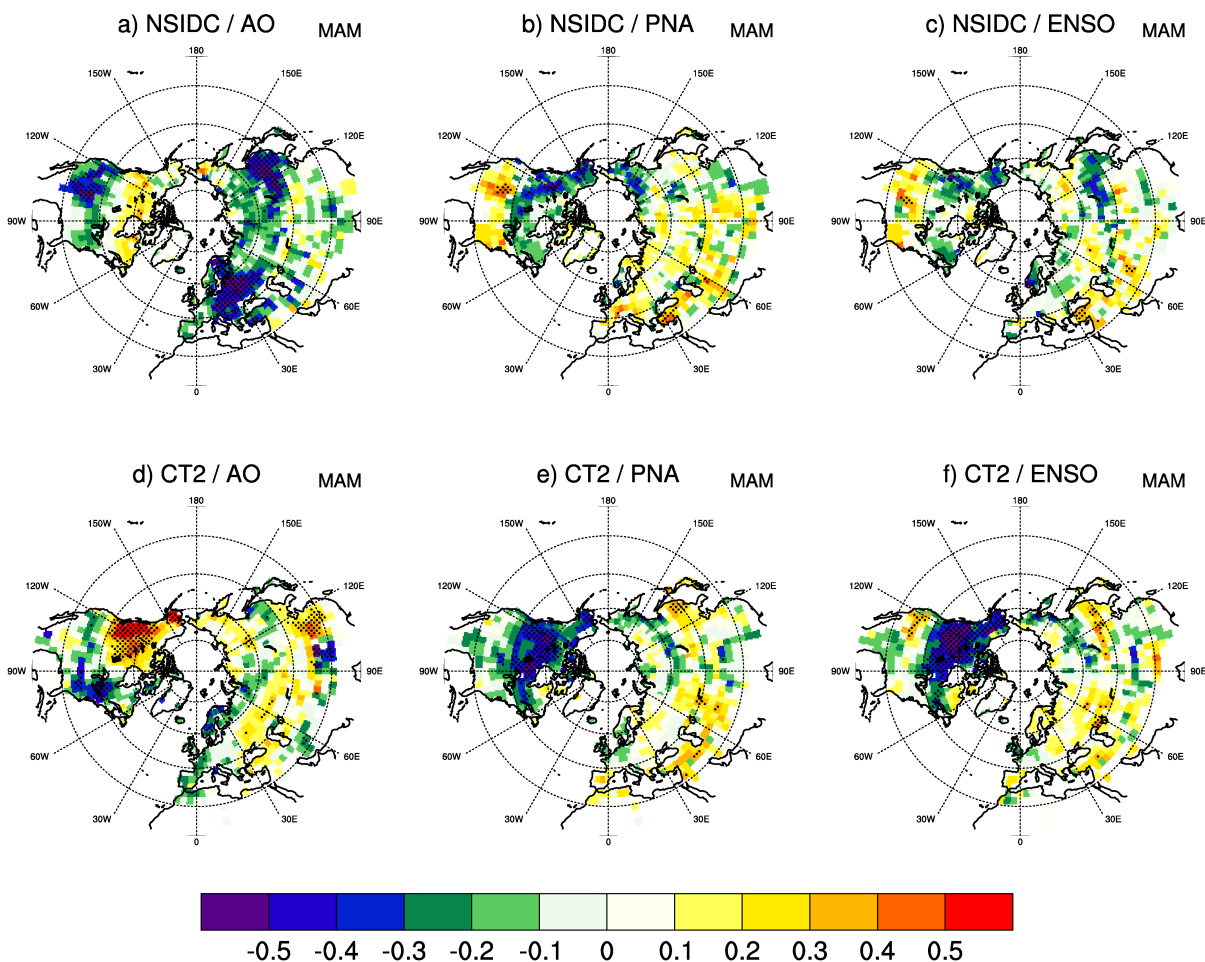 a) NSIDC / AO MAM
b) NSIDC / PNA MAM
c) NSIDC / ENSO MAM
180 180 180
150W 150E 150W 150E 150W 150E
120W 120E 120W 120E 120W 120E
90W 90E 90W 90E 90W 90E
60W 60E 60W 60E 60W 60E
30W 30E 30W 30E 30W 30E
0 0 0
d) CT2 / AO MAM
e) CT2 / PNA MAM
f) CT2 / ENSO MAM
180 180 180
150W 150E 150W 150E 150W 150E
120W 120E 120W 120E 120W 120E
90W 90E 90W 90E 90W 90E
60W 60E 60W 60E 60W 60E
30W 30E 30W 30E 30W 30E
0 0 0
-0.5 -0.4 -0.3 -0.2 -0.1 0 0.1 0.2 0.3 0.4 0.5